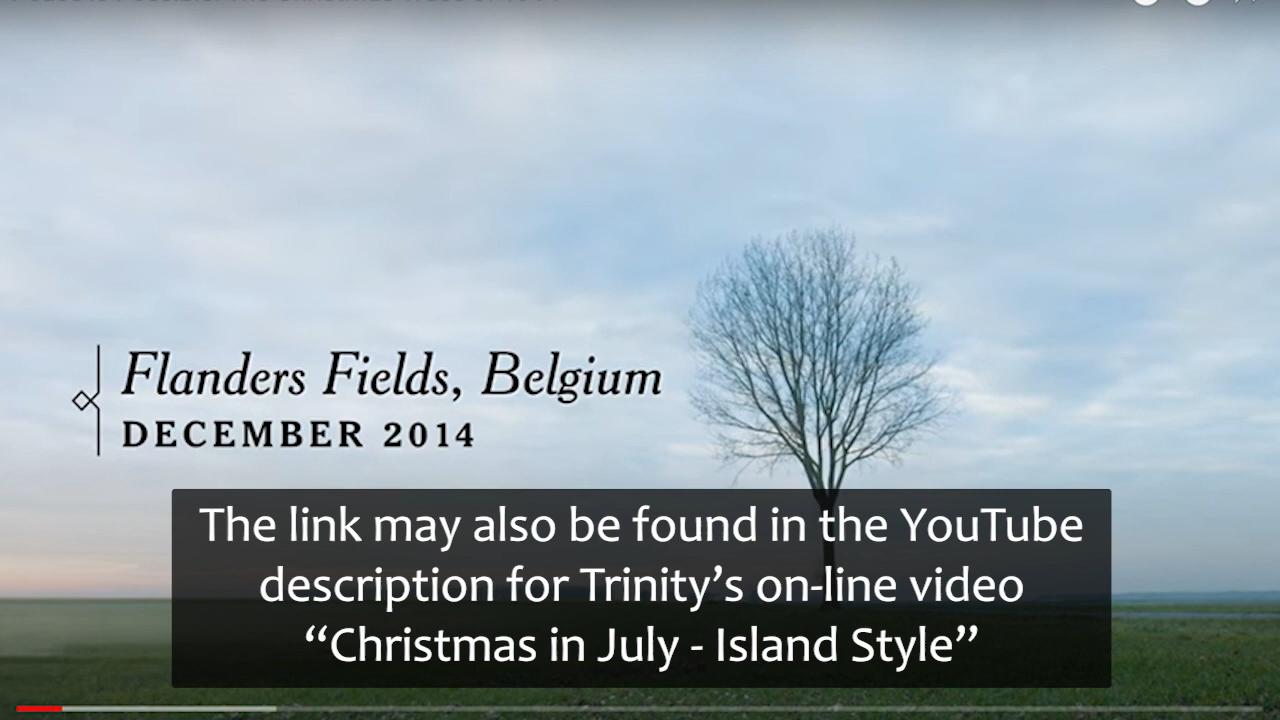 Flanders Fields, Belgium
DECEMBER 2014
The link may also be found in the YouTube
description for Trinity’s on-line video
“Christmas in July - Island Style”